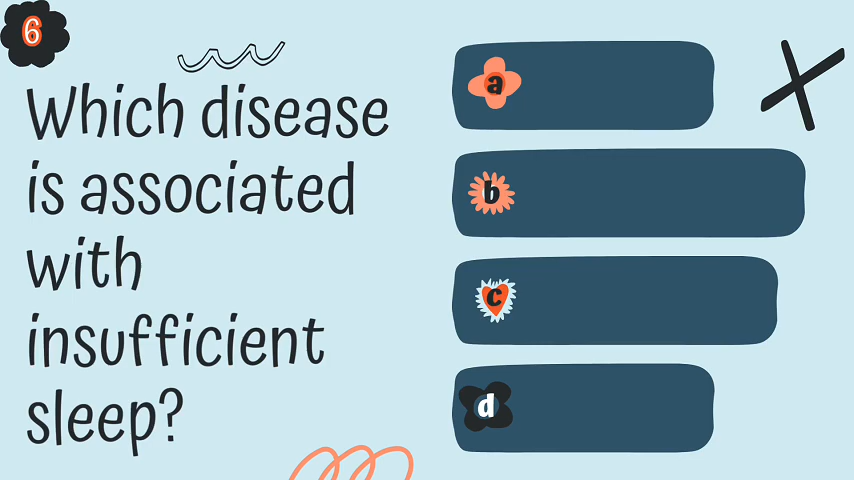 6
Which disease
is associated
with
insufficient
sleep?
a
b
c
d